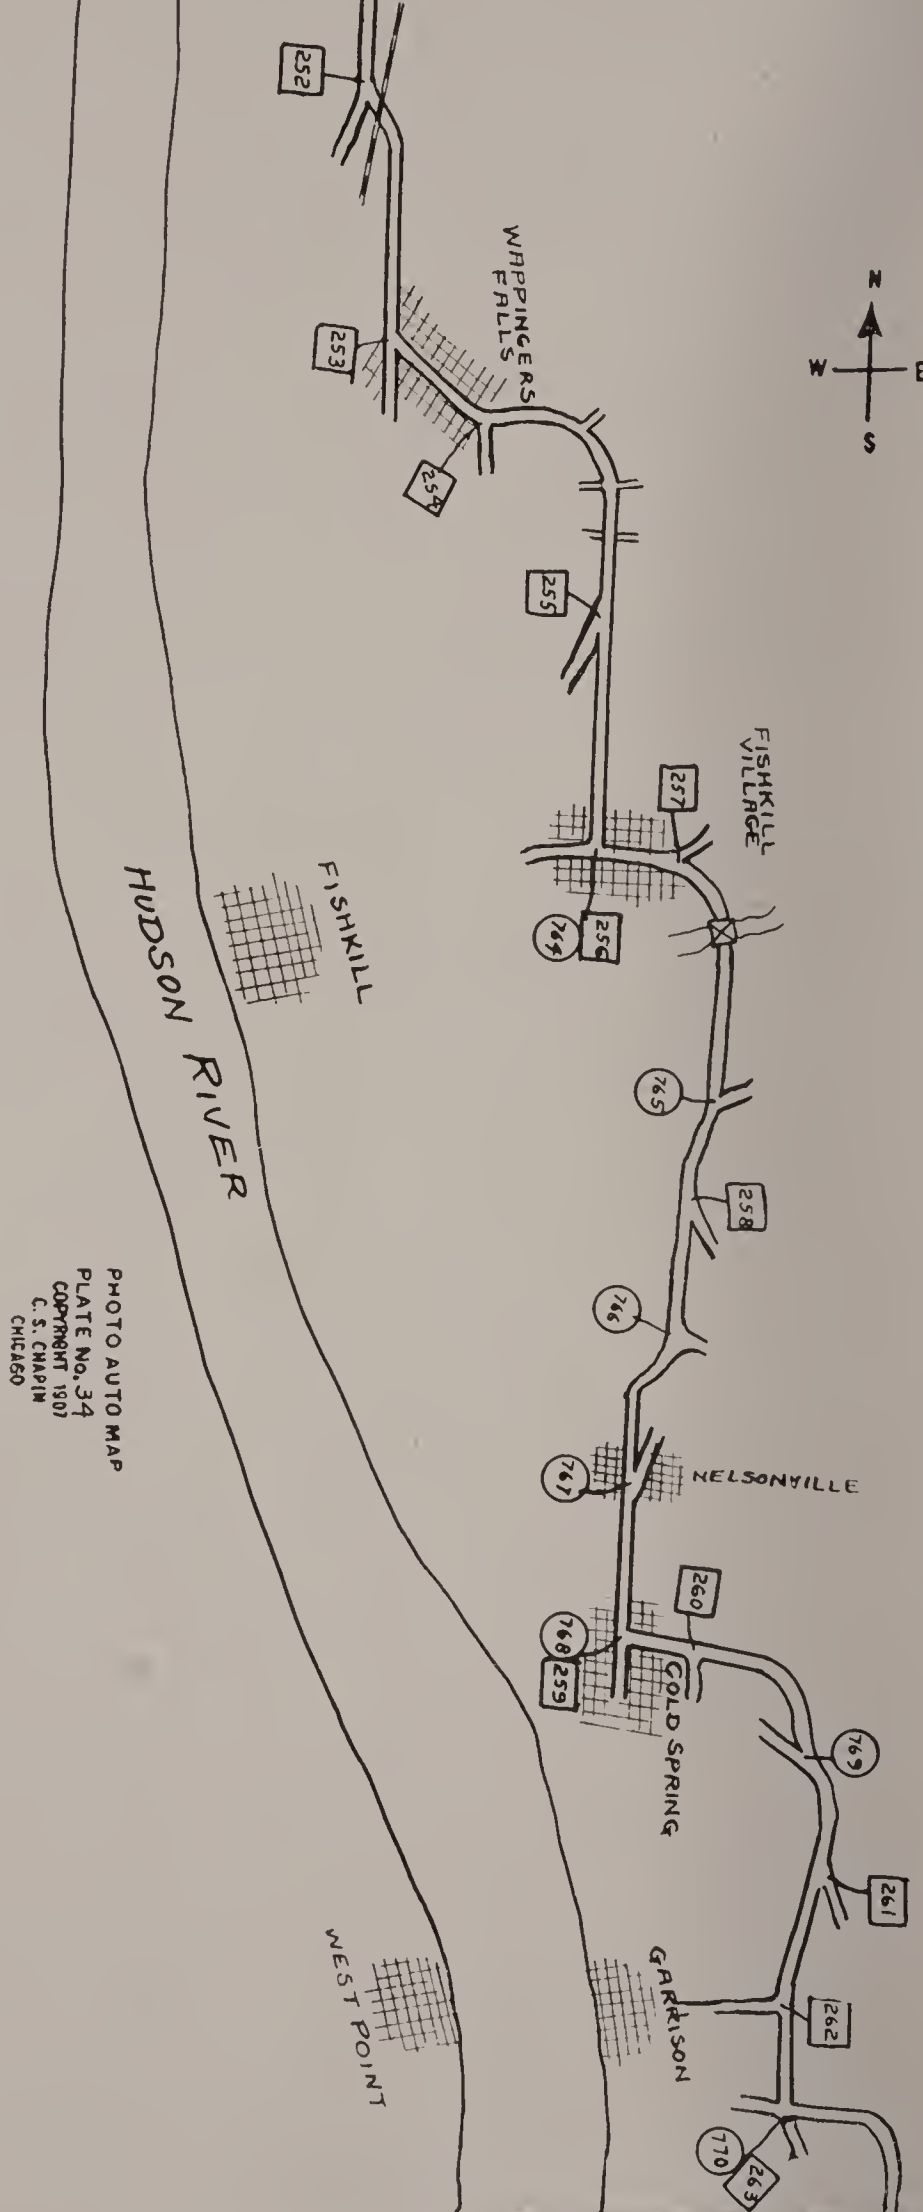 252
N
W
E
S
WAPPINGERS
FALLS
253
254
255
FISHKILL
VILLAGE
257
FISHKILL
764
256
HUDSON RIVER
765
258
766
PHOTO AUTO MAP
PLATE NO. 34
COPYRIGHT 1907
C. S. CHAPIN
CHICAGO
767
NELSONVILLE
260
768
259
COLD SPRING
769
261
WEST POINT
GARRISON
262
770
263